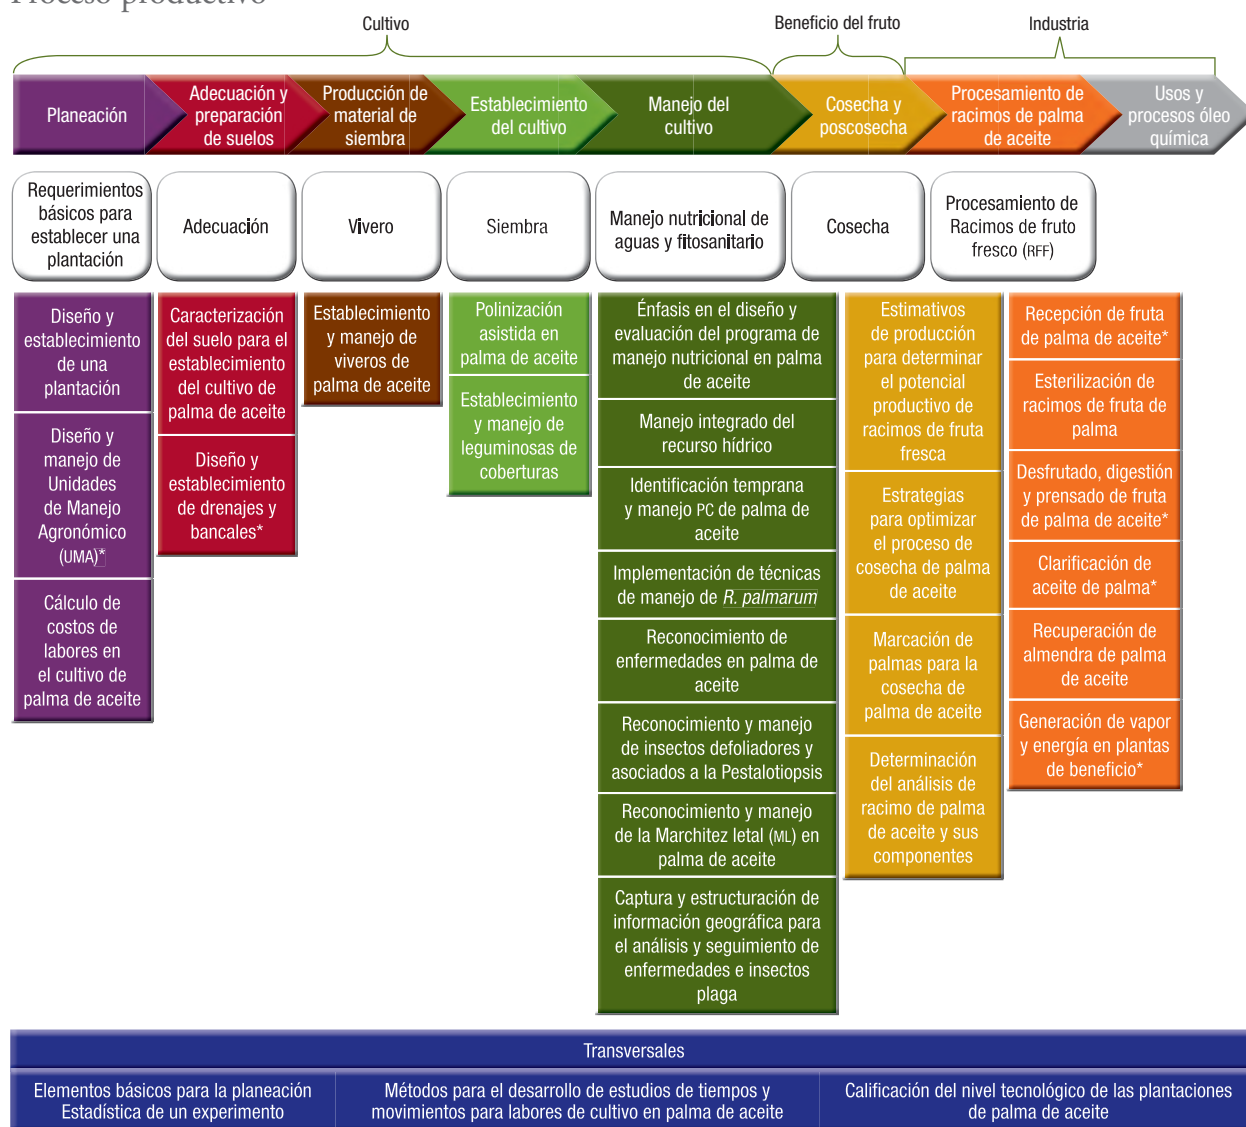 Proceso productivo
Cultivo
Beneficio del fruto
Industria
Planeación
Adecuación y
preparación
de suelos
Producción de
material de
siembra
Establecimiento
del cultivo
Manejo del
cultivo
Cosecha y
poscosecha
Procesamiento de
racimos de palma
de aceite
Usos y
procesos óleo
química
Requerimientos
básicos para
establecer una
plantación
Adecuación
Vivero
Siembra
Manejo nutricional de
aguas y fitosanitario
Cosecha
Procesamiento de
Racimos de fruto
fresco (RFF)
Diseño y
establecimiento
de una
plantación
Diseño y
manejo de
Unidades
de Manejo
Agronómico
(UMA)*
Cálculo de
costos de
labores en
el cultivo de
palma de aceite
Caracterización
del suelo para el
establecimiento
del cultivo de
palma de aceite
Diseño y
establecimiento
de drenajes y
bancales*
Establecimiento
y manejo de
viveros de
palma de aceite
Polinización
asistida en
palma de aceite
Establecimiento
y manejo de
leguminosas de
coberturas
Énfasis en el diseño y
evaluación del programa de
manejo nutricional en palma
de aceite
Manejo integrado del
recurso hídrico
Identificación temprana
y manejo PC de palma de
aceite
Implementación de técnicas
de manejo de R. palmarum
Reconocimiento de
enfermedades en palma de
aceite
Reconocimiento y manejo
de insectos defoliadores y
asociados a la Pestalotiopsis
Reconocimiento y manejo
de la Marchitez letal (ML) en
palma de aceite
Captura y estructuración de
información geográfica para
el análisis y seguimiento de
enfermedades e insectos
plaga
Estimativos
de producción
para determinar
el potencial
productivo de
racimos de fruta
fresca
Estrategias
para optimizar
el proceso de
cosecha de palma
de aceite
Marcación de
palmas para la
cosecha de
palma de aceite
Determinación
del análisis de
racimo de palma
de aceite y sus
componentes
Recepción de fruta
de palma de aceite*
Esterilización de
racimos de fruta de
palma
Desfrutado, digestión
y prensado de fruta
de palma de aceite*
Clarificación de
aceite de palma*
Recuperación de
almendra de palma
de aceite
Generación de vapor
y energía en plantas
de beneficio*
Transversales
Elementos básicos para la planeación
Estadística de un experimento
Métodos para el desarrollo de estudios de tiempos y
movimientos para labores de cultivo en palma de aceite
Calificación del nivel tecnológico de las plantaciones
de palma de aceite